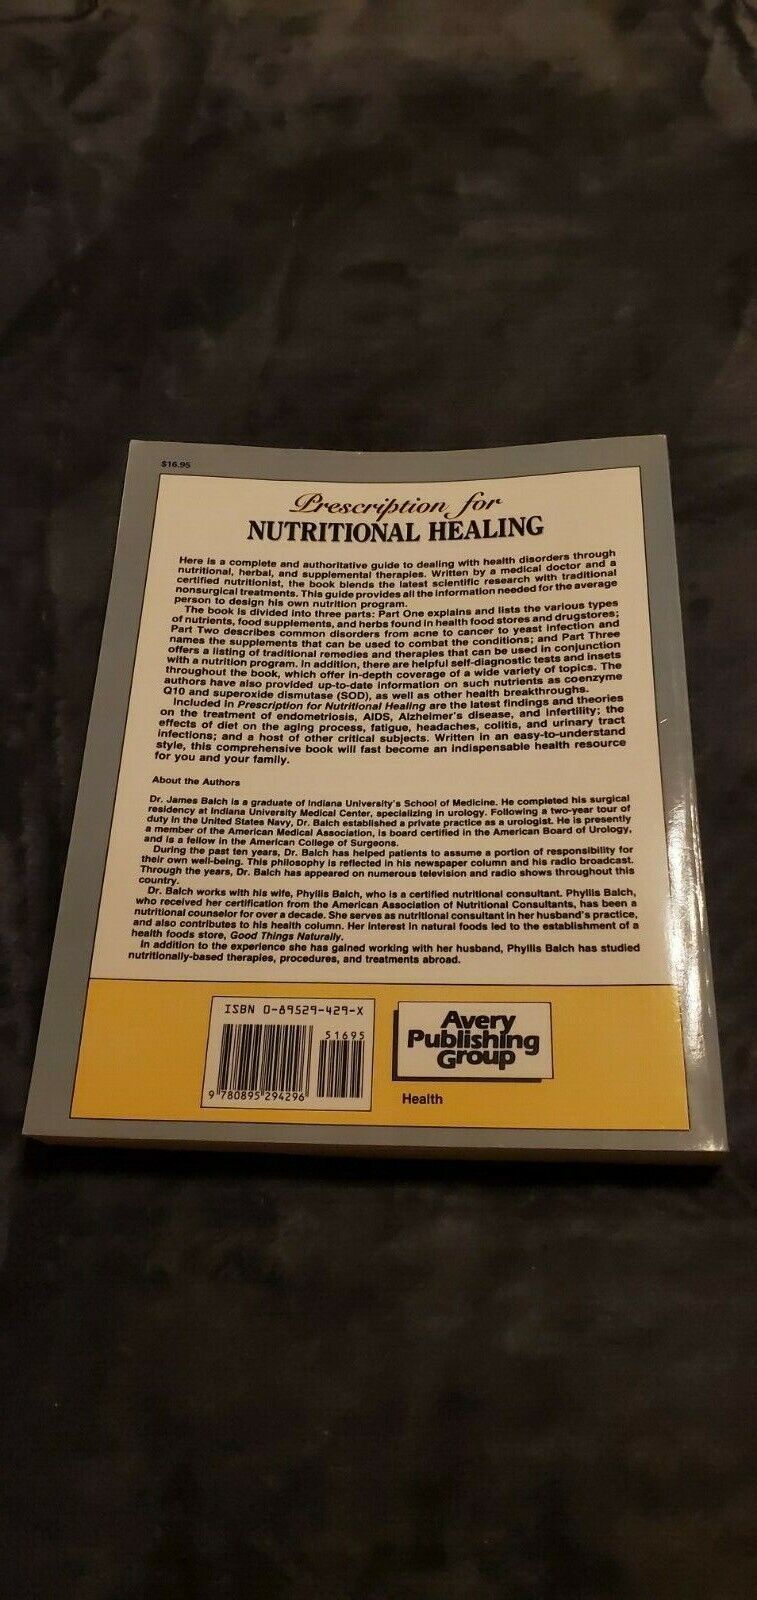 $16.95
Prescription for
NUTRITIONAL HEALING
Here is a complete and authoritative guide to dealing with health disorders through
nutritional, herbal, and supplemental therapies. Written by a medical doctor and a
certified nutritionist, the book blends the latest scientific research with traditional
nonsurgical treatments. This guide provides all the information needed for the average
person to design his own nutrition program.
The book is divided into three parts: Part One explains and lists the various types
of nutrients, food supplements, and herbs found in health food stores and drugstores;
Part Two describes common disorders from acne to cancer to yeast infection and
names the supplements that can be used to combat the conditions; and Part Three
offers a listing of traditional remedies and therapies that can be used in conjunction
with a nutrition program. In addition, there are helpful self-diagnostic tests and insets
throughout the book, which offer in-depth coverage of a wide variety of topics. The
authors have also provided up-to-date information on such nutrients as coenzyme
Q10 and superoxide dismutase (SOD), as well as other health breakthroughs.
Included in Prescription for Nutritional Healing are the latest findings and theories
on the treatment of endometriosis, AIDS, Alzheimer's disease, and infertility; the
effects of diet on the aging process, fatigue, headaches, colitis, and urinary tract
infections; and a host of other critical subjects. Written in an easy-to-understand
style, this comprehensive book will fast become an indispensable health resource
for you and your family.
About the Authors
Dr. James Balch is a graduate of Indiana University's School of Medicine. He completed his surgical
residency at Indiana University Medical Center, specializing in urology. Following a two-year tour of
duty in the United States Navy, Dr. Balch established a private practice as a urologist. He is presently
a member of the American Medical Association, is board certified in the American Board of Urology,
and is a fellow in the American College of Surgeons.
During the past ten years, Dr. Balch has helped patients to assume a portion of responsibility for
their own well-being. This philosophy is reflected in his newspaper column and his radio broadcast.
Through the years, Dr. Balch has appeared on numerous television and radio shows throughout this
country.
Dr. Balch works with his wife, Phyllis Balch, who is a certified nutritional consultant. Phyllis Balch,
who received her certification from the American Association of Nutritional Consultants, has been a
nutritional counselor for over a decade. She serves as nutritional consultant in her husband's practice,
and also contributes to his health column. Her interest in natural foods led to the establishment of a
health foods store, Good Things Naturally.
In addition to the experience she has gained working with her husband, Phyllis Balch has studied
nutritionally-based therapies, procedures, and treatments abroad.
ISBN 0-89529-429-X
51695
9 780895 294296
Avery
Publishing
Group
Health